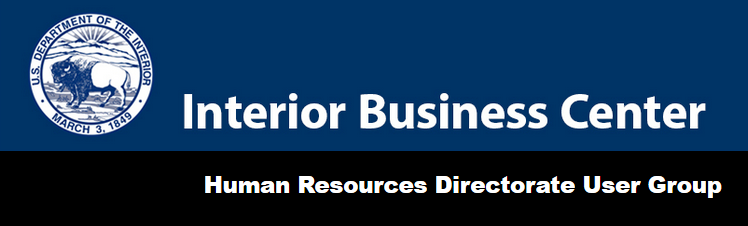 U.S. DEPARTMENT OF THE INTERIOR
MARCH 3, 1849
Interior Business Center
Human Resources Directorate User Group